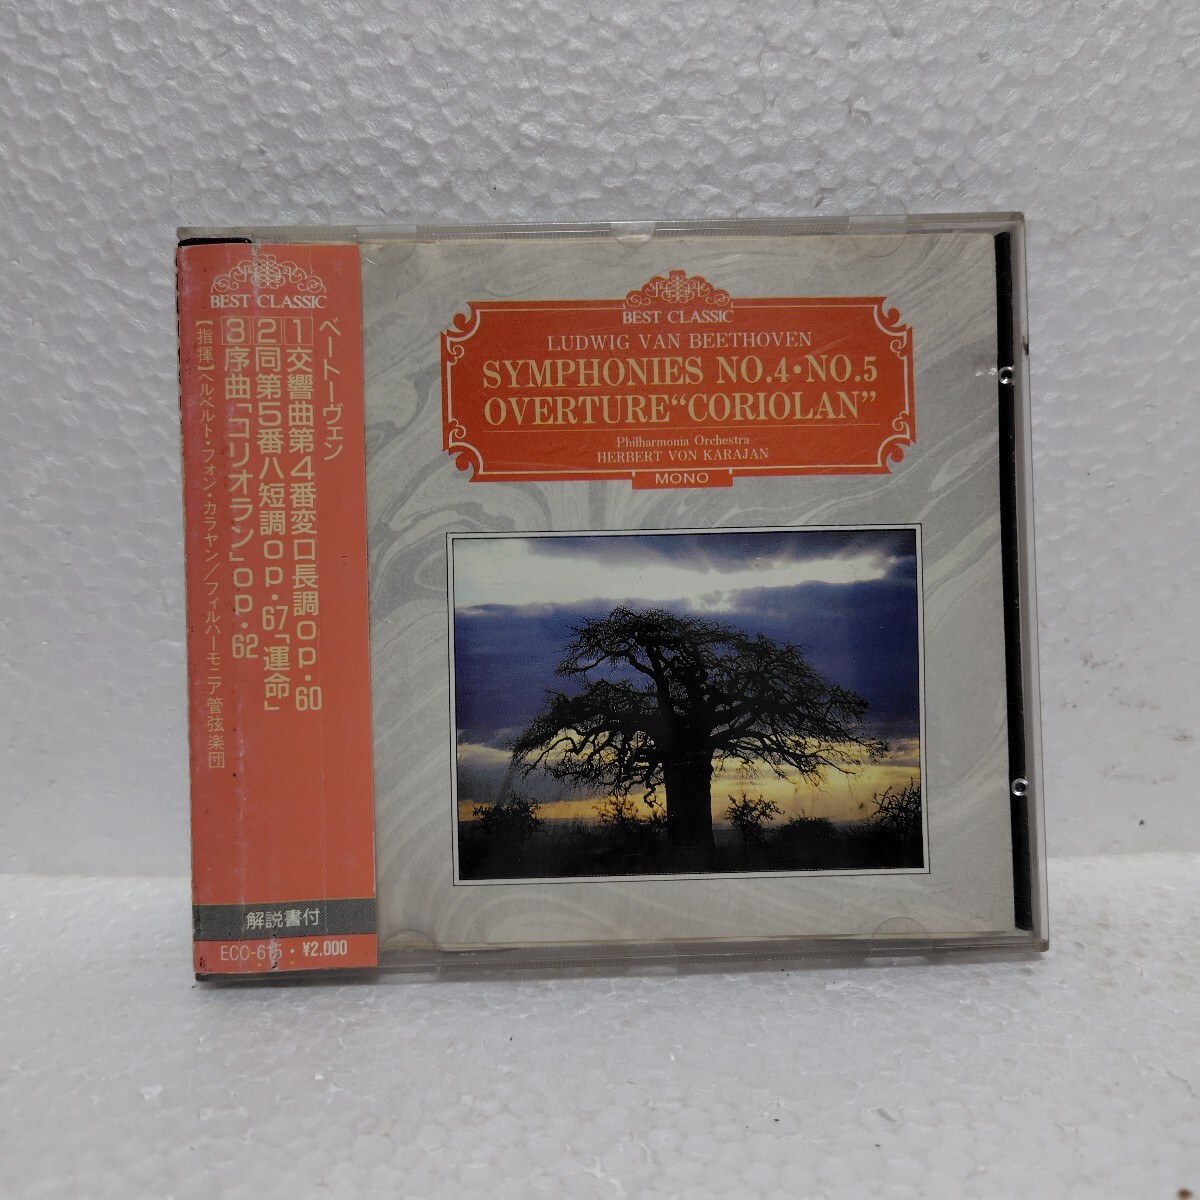 BEST CLASSIC
ベートーヴェン
1交響曲第4番変ロ長調op.60
2同第5番ハ短調op.67「運命」
3序曲「コリオラン」op.62
【指揮】ヘルベルト・フォン・カラヤン/フィルハーモニア管弦楽団
解説書付
ECO-615・¥2,000
BEST CLASSIC
LUDWIG VAN BEETHOVEN
SYMPHONIES NO.4・NO.5
OVERTURE“CORIOLAN”
Philharmonia Orchestra
HERBERT VON KARAJAN
MONO